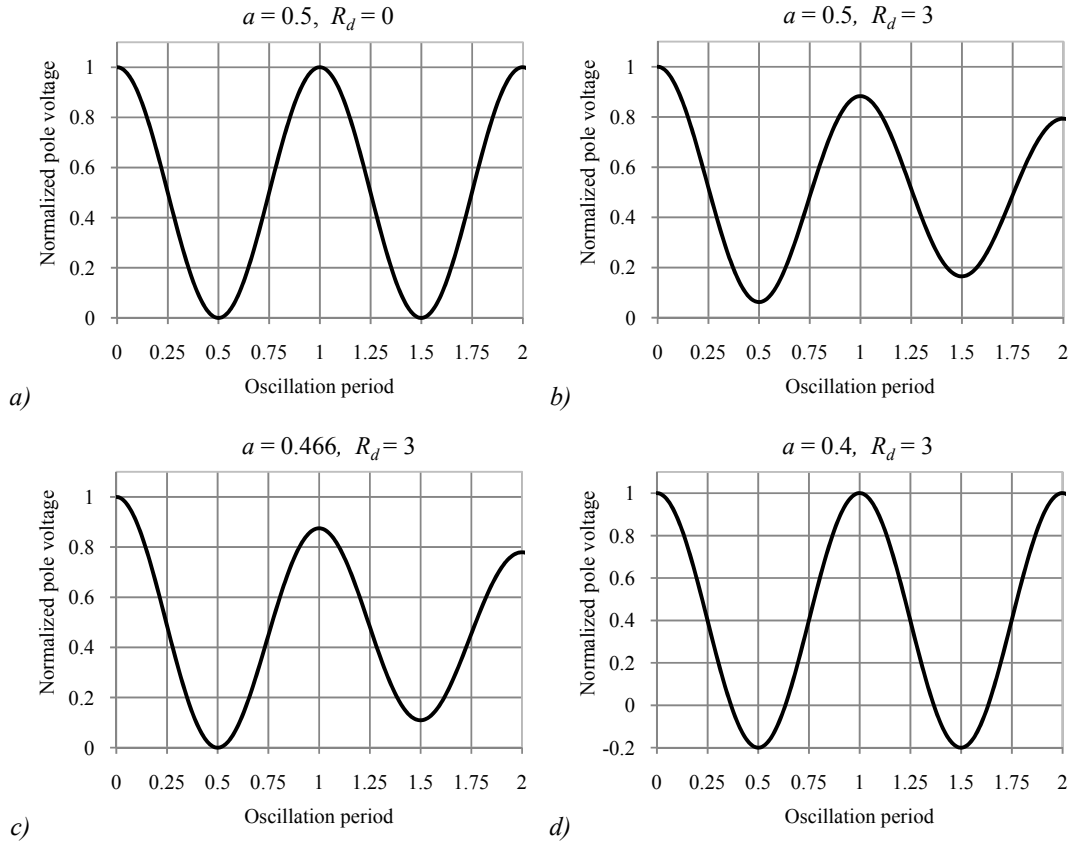 a = 0.5, R_d = 0
Normalized pole voltage
1
0.8
0.6
0.4
0.2
0
0 0.25 0.5 0.75 1 1.25 1.5 1.75 2
Oscillation period
a)
a = 0.5, R_d = 3
Normalized pole voltage
1
0.8
0.6
0.4
0.2
0
0 0.25 0.5 0.75 1 1.25 1.5 1.75 2
Oscillation period
b)
a = 0.466, R_d = 3
Normalized pole voltage
1
0.8
0.6
0.4
0.2
0
0 0.25 0.5 0.75 1 1.25 1.5 1.75 2
Oscillation period
c)
a = 0.4, R_d = 3
Normalized pole voltage
1
0.8
0.6
0.4
0.2
0
-0.2
0 0.25 0.5 0.75 1 1.25 1.5 1.75 2
Oscillation period
d)